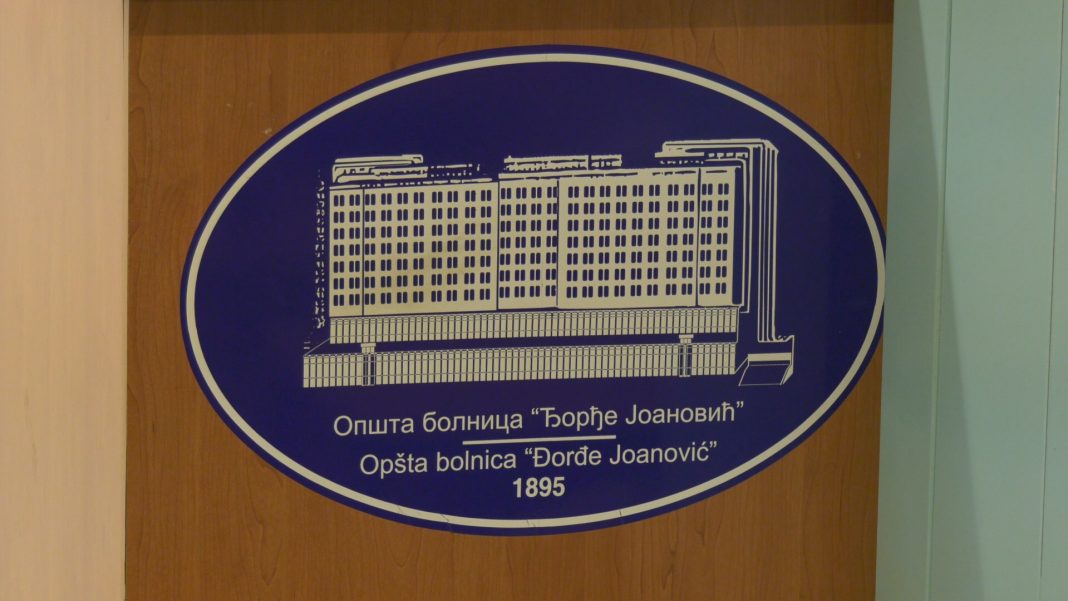 Општа болница “Ђорђе Јоановић”
Opšta bolnica “Đorđe Joanović”
1895